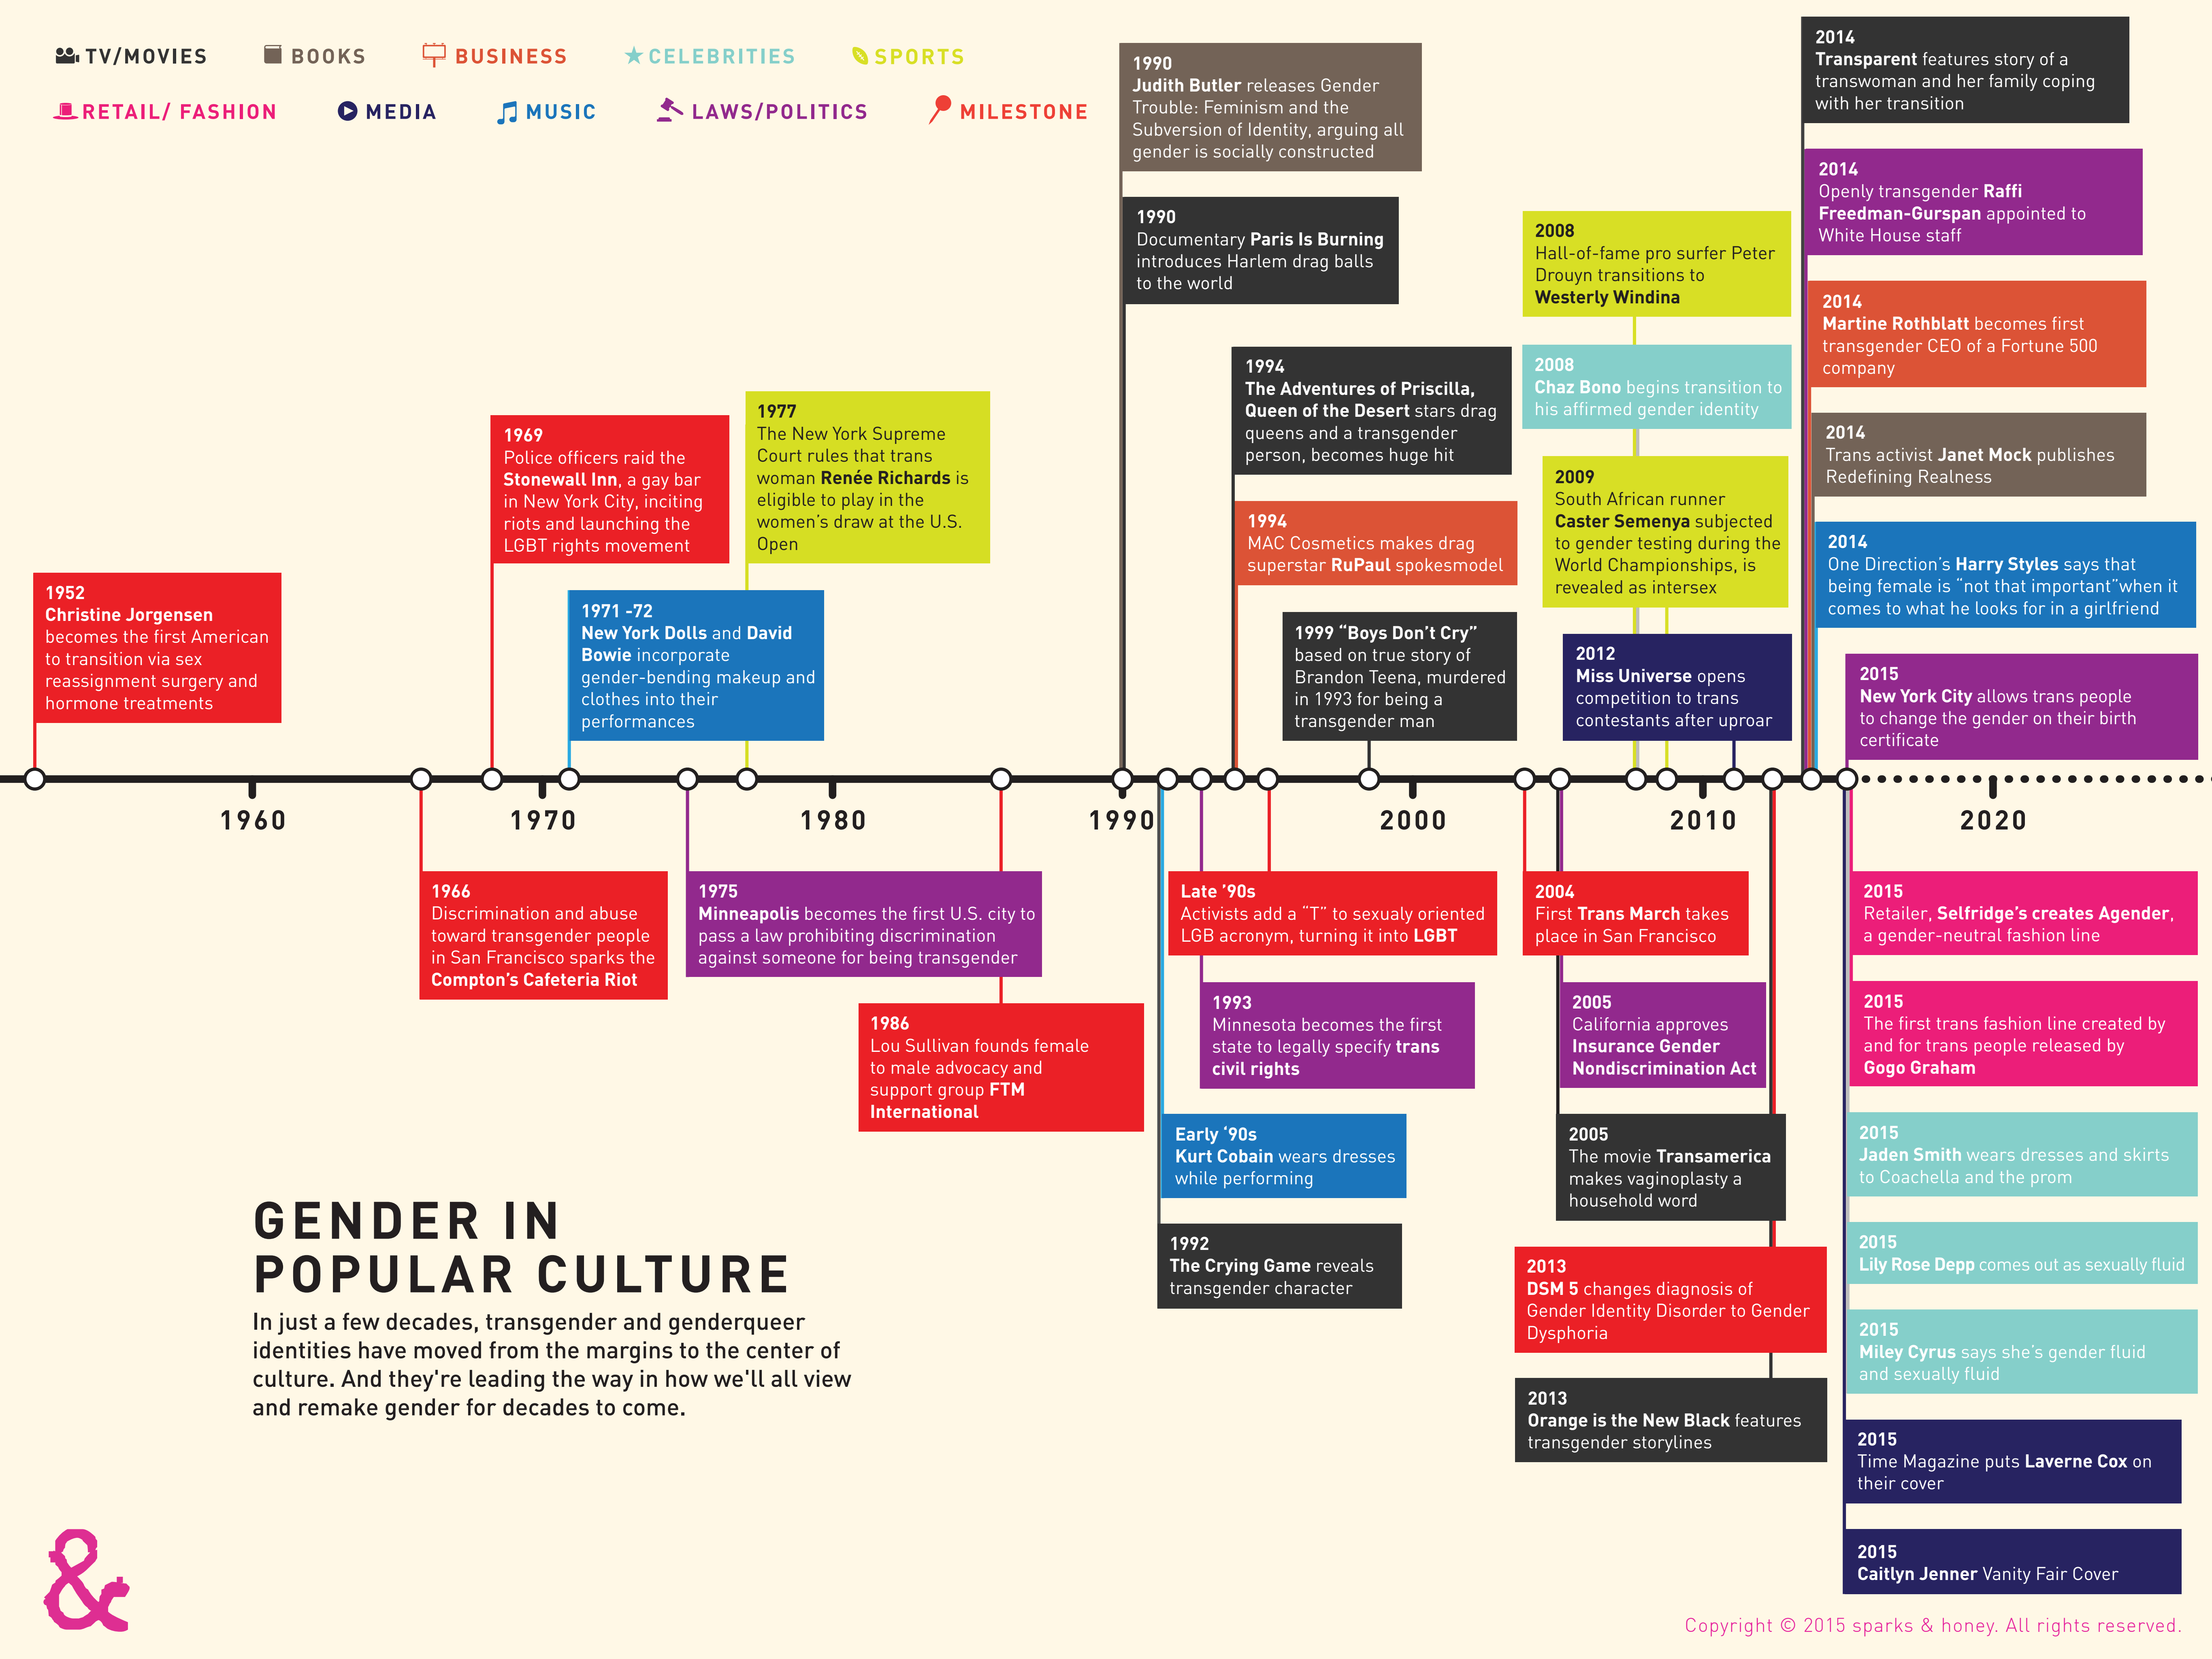 TV/MOVIES
BOOKS
BUSINESS
CELEBRITIES
SPORTS
RETAIL/ FASHION
MEDIA
MUSIC
LAWS/POLITICS
MILESTONE
1952
Christine Jorgensen
becomes the first American
to transition via sex
reassignment surgery and
hormone treatments
1969
Police officers raid the
Stonewall Inn, a gay bar
in New York City, inciting
riots and launching the
LGBT rights movement
1971 -72
New York Dolls and David
Bowie incorporate
gender-bending makeup and
clothes into their
performances
1977
The New York Supreme
Court rules that trans
woman Renée Richards is
eligible to play in the
women’s draw at the U.S.
Open
1990
Judith Butler releases Gender
Trouble: Feminism and the
Subversion of Identity, arguing all
gender is socially constructed
1990
Documentary Paris Is Burning
introduces Harlem drag balls
to the world
1994
The Adventures of Priscilla,
Queen of the Desert stars drag
queens and a transgender
person, becomes huge hit
1994
MAC Cosmetics makes drag
superstar RuPaul spokesmodel
1999 “Boys Don’t Cry”
based on true story of
Brandon Teena, murdered
in 1993 for being a
transgender man
2008
Hall-of-fame pro surfer Peter
Drouyn transitions to
Westerly Windina
2008
Chaz Bono begins transition to
his affirmed gender identity
2009
South African runner
Caster Semenya subjected
to gender testing during the
World Championships, is
revealed as intersex
2012
Miss Universe opens
competition to trans
contestants after uproar
2014
Transparent features story of a
transwoman and her family coping
with her transition
2014
Openly transgender Raffi
Freedman-Gurspan appointed to
White House staff
2014
Martine Rothblatt becomes first
transgender CEO of a Fortune 500
company
2014
Trans activist Janet Mock publishes
Redefining Realness
2014
One Direction’s Harry Styles says that
being female is “not that important”when it
comes to what he looks for in a girlfriend
2015
New York City allows trans people
to change the gender on their birth
certificate
1960
1970
1980
1990
2000
2010
2020
1966
Discrimination and abuse
toward transgender people
in San Francisco sparks the
Compton’s Cafeteria Riot
1975
Minneapolis becomes the first U.S. city to
pass a law prohibiting discrimination
against someone for being transgender
1986
Lou Sullivan founds female
to male advocacy and
support group FTM
International
Late ’90s
Activists add a “T” to sexualy oriented
LGB acronym, turning it into LGBT
1993
Minnesota becomes the first
state to legally specify trans
civil rights
Early ‘90s
Kurt Cobain wears dresses
while performing
1992
The Crying Game reveals
transgender character
2004
First Trans March takes
place in San Francisco
2005
California approves
Insurance Gender
Nondiscrimination Act
2005
The movie Transamerica
makes vaginoplasty a
household word
2013
DSM 5 changes diagnosis of
Gender Identity Disorder to Gender
Dysphoria
2013
Orange is the New Black features
transgender storylines
2015
Retailer, Selfridge’s creates Agender,
a gender-neutral fashion line
2015
The first trans fashion line created by
and for trans people released by
Gogo Graham
2015
Jaden Smith wears dresses and skirts
to Coachella and the prom
2015
Lily Rose Depp comes out as sexually fluid
2015
Miley Cyrus says she’s gender fluid
and sexually fluid
2015
Time Magazine puts Laverne Cox on
their cover
2015
Caitlyn Jenner Vanity Fair Cover
GENDER IN
POPULAR CULTURE
In just a few decades, transgender and genderqueer
identities have moved from the margins to the center of
culture. And they're leading the way in how we'll all view
and remake gender for decades to come.
&
Copyright © 2015 sparks & honey. All rights reserved.